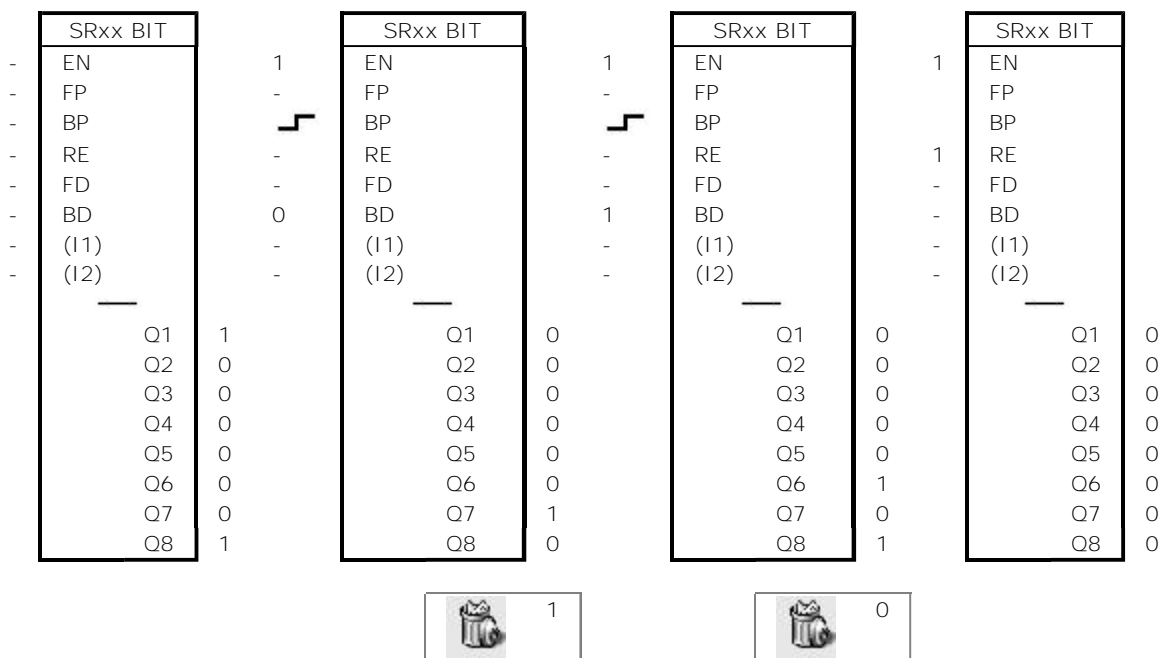 SRxx BIT SRxx BIT SRxx BIT SRxx BIT
- EN 1 EN 1 EN 1 EN
- FP - FP - FP FP
- BP BP BP BP
- RE - RE - RE 1 RE
- FD - FD - FD - FD
- BD 0 BD 1 BD - BD
- (I1) - (I1) - (I1) - (I1)
- (I2) - (I2) - (I2) - (I2)
Q1 1 Q1 0 Q1 0 Q1 0
Q2 0 Q2 0 Q2 0 Q2 0
Q3 0 Q3 0 Q3 0 Q3 0
Q4 0 Q4 0 Q4 0 Q4 0
Q5 0 Q5 0 Q5 0 Q5 0
Q6 0 Q6 0 Q6 1 Q6 0
Q7 0 Q7 1 Q7 0 Q7 0
Q8 1 Q8 0 Q8 1 Q8 0
1 0